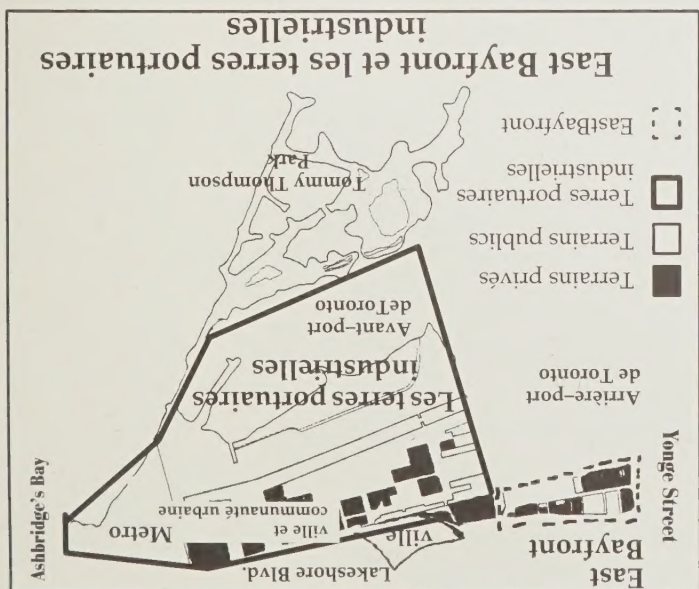 East
Bayfront
Yonge Street
Lakeshore Blvd.
ville
ville et
communauté urbaine
Metro
Ashbridge's Bay
Arrière-port
de Toronto
Les terres portuaires
industrielles
Avant-port
deToronto
Terrains privés
Terrains publics
Terres portuaires
industrielles
EastBayfront
Tommy Thompson
Park
East Bayfront et les terres portuaires
industrielles